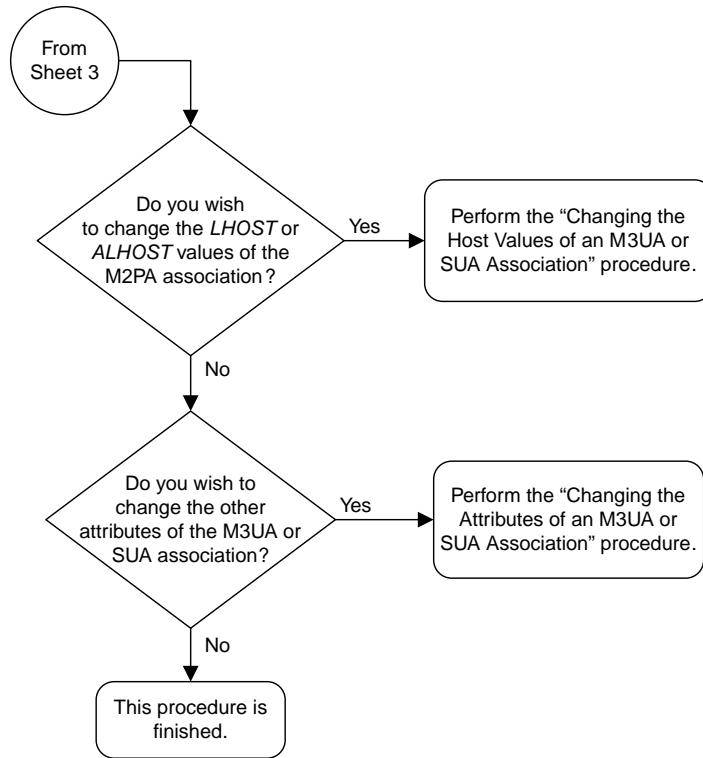 From
Sheet 3
Do you wish
to change the LHOST or
ALHOST values of the
M2PA association?
Yes
Perform the “Changing the
Host Values of an M3UA or
SUA Association” procedure.
No
Do you wish to
change the other
attributes of the M3UA or
SUA association?
Yes
Perform the “Changing the
Attributes of an M3UA or
SUA Association” procedure.
No
This procedure is
finished.